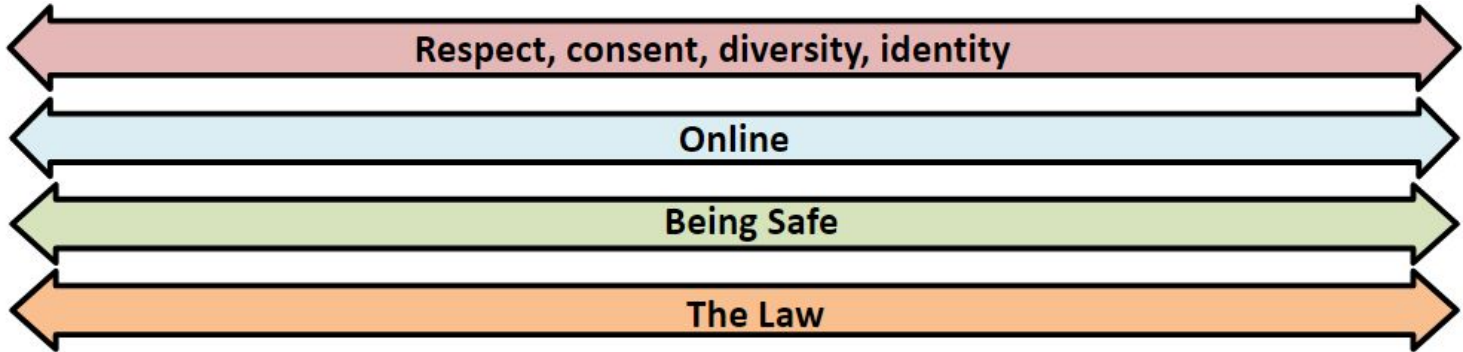 Respect, consent, diversity, identity
Online
Being Safe
The Law